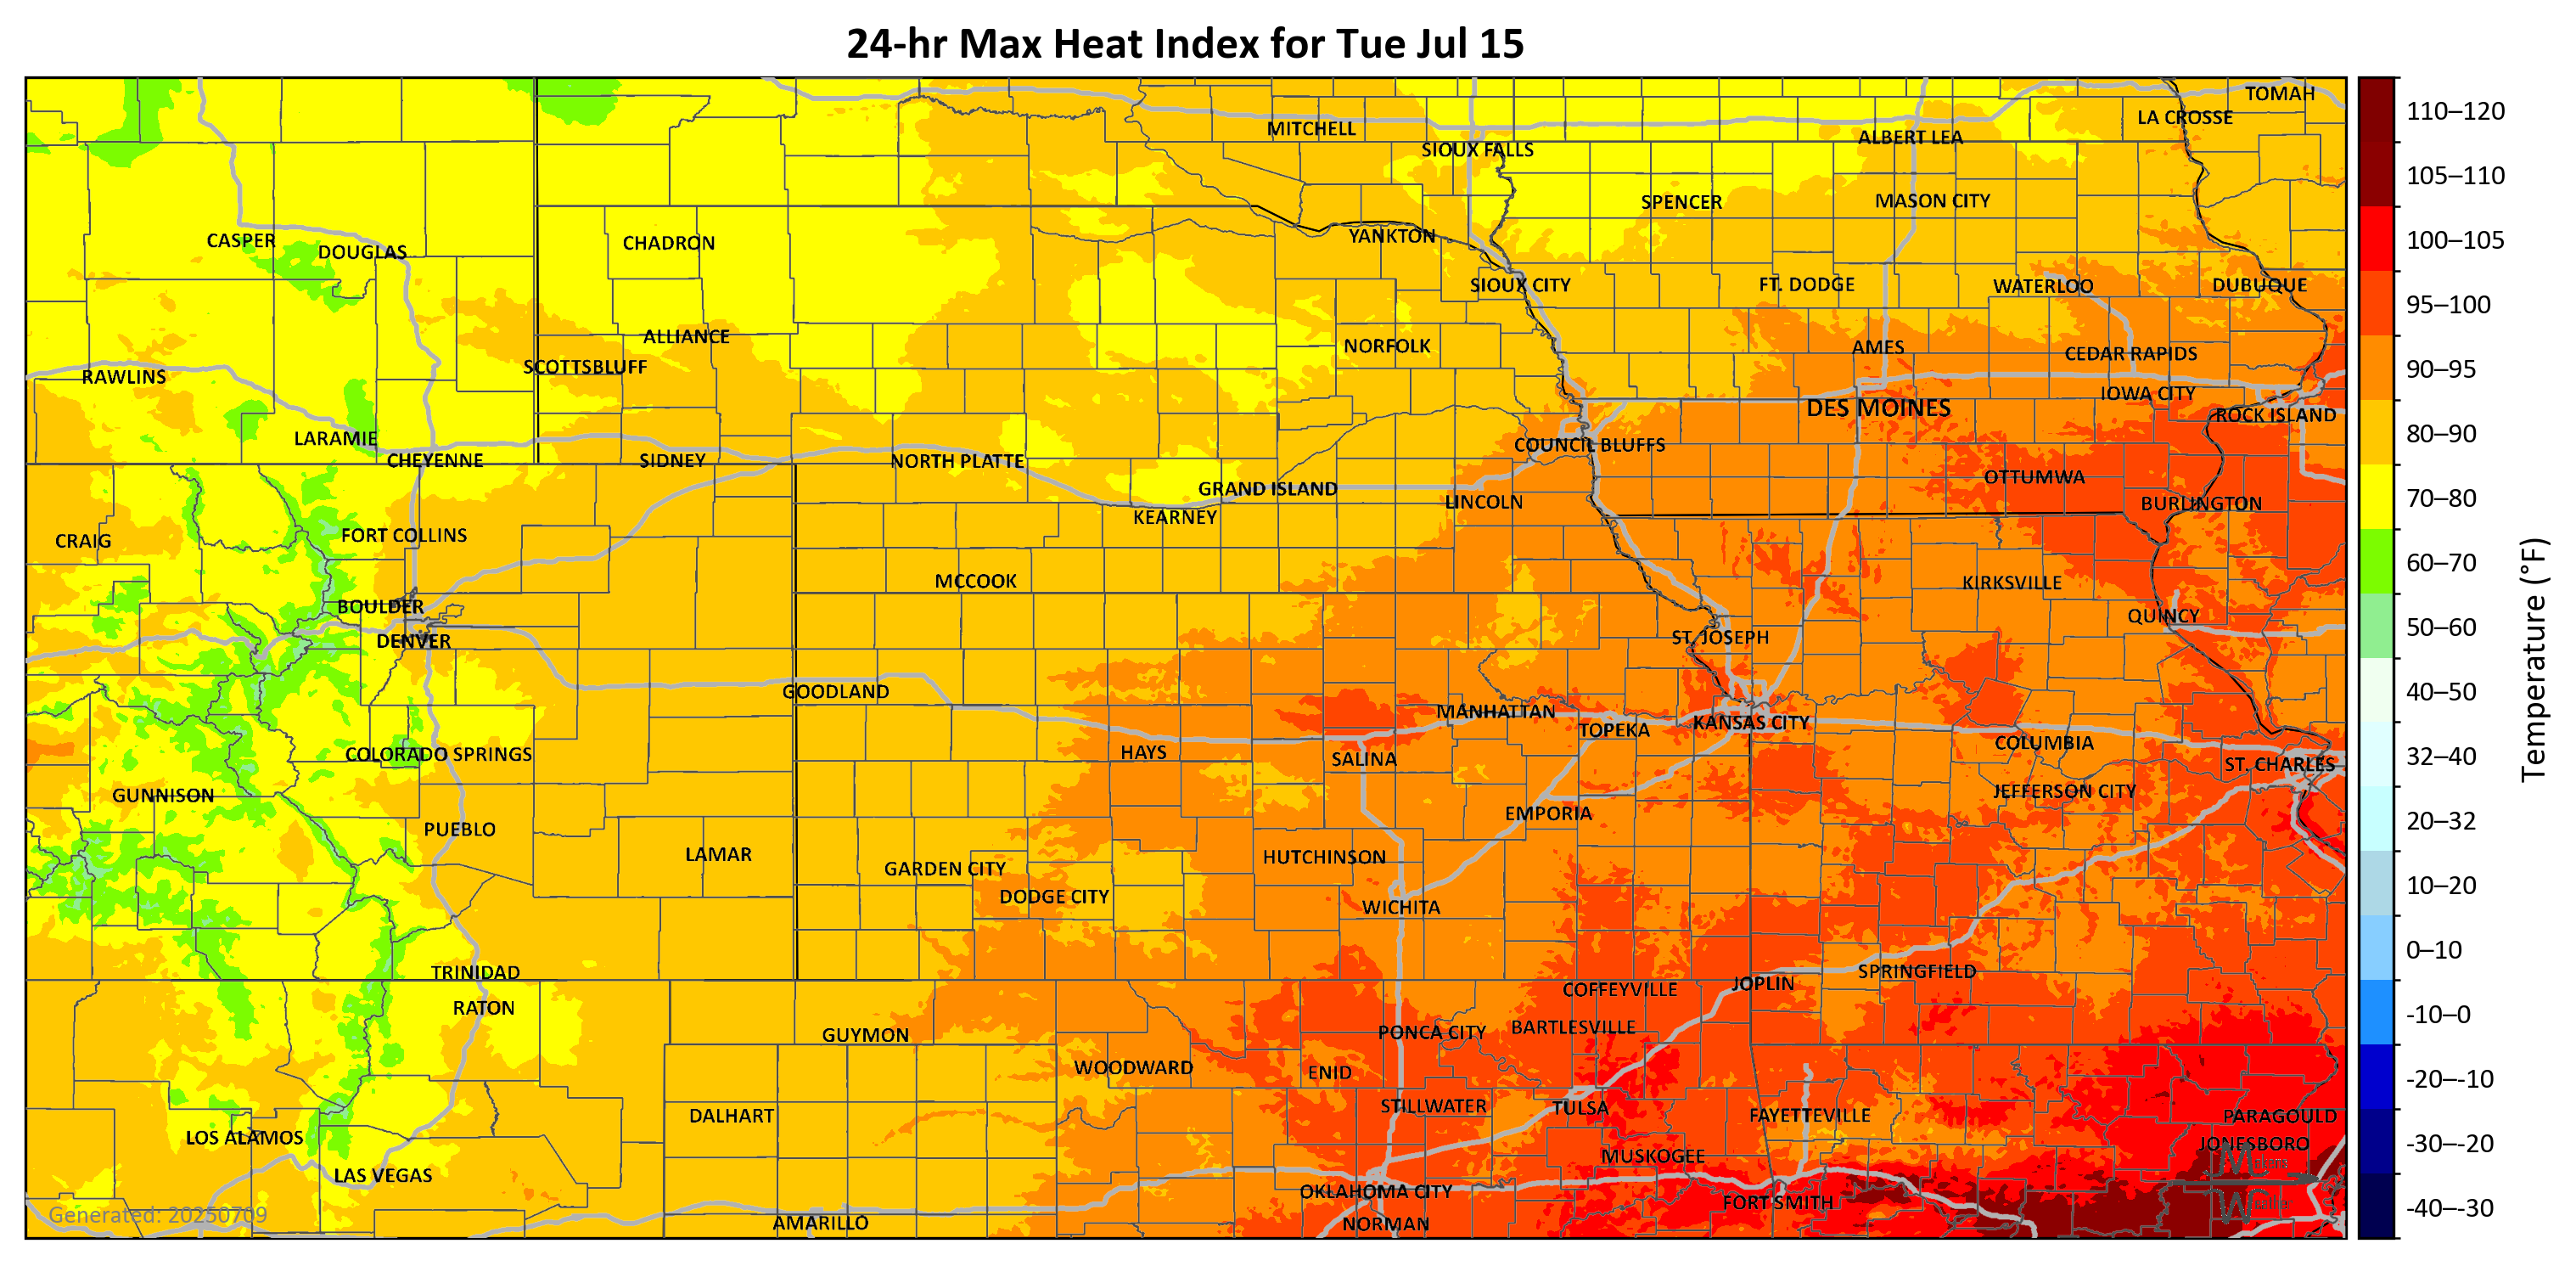 24-hr Max Heat Index for Tue Jul 15
TOMAH
LA CROSSE
MITCHELL
ALBERT LEA
SIOUX FALLS
SPENCER
MASON CITY
YANKTON
CASPER
DOUGLAS
CHADRON
SIOUX CITY
FT. DODGE
WATERLOO
DUBUQUE
ALLIANCE
NORFOLK
AMES
CEDAR RAPIDS
SCOTTSBLUFF
RAWLINS
IOWA CITY
DES MOINES
ROCK ISLAND
LARAMIE
COUNCIL BLUFFS
CHEYENNE
SIDNEY
NORTH PLATTE
OTTUMWA
GRAND ISLAND
LINCOLN
BURLINGTON
KEARNEY
FORT COLLINS
CRAIG
MCCOOK
KIRKSVILLE
BOULDER
QUINCY
DENVER
ST. JOSEPH
GOODLAND
MANHATTAN
KANSAS CITY
TOPEKA
COLUMBIA
COLORADO SPRINGS
HAYS
SALINA
ST. CHARLES
GUNNISON
JEFFERSON CITY
EMPORIA
PUEBLO
LAMAR
HUTCHINSON
GARDEN CITY
DODGE CITY
WICHITA
TRINIDAD
SPRINGFIELD
JOPLIN
COFFEYVILLE
RATON
BARTLESVILLE
PONCA CITY
GUYMON
WOODWARD
ENID
STILLWATER
TULSA
DALHART
FAYETTEVILLE
PARAGOULD
LOS ALAMOS
JONESBORO
MUSKOGEE
LAS VEGAS
OKLAHOMA CITY
FORT SMITH
AMARILLO
NORMAN
Generated: 20250709
110–120
105–110
100–105
95–100
90–95
80–90
70–80
60–70
50–60
40–50
32–40
20–32
10–20
0–10
-10–0
-20–-10
-30–-20
-40–-30
Temperature (°F)